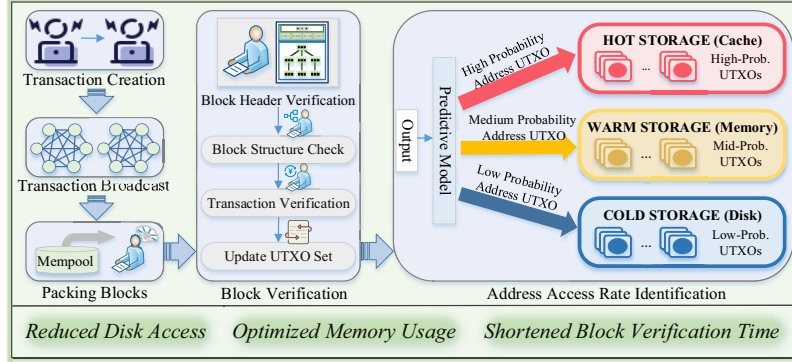 Transaction Creation
Transaction Broadcast
Mempool
Packing Blocks
Block Header Verification
Block Structure Check
Transaction Verification
Update UTXO Set
Block Verification
Output
Predictive Model
High Probability
Address UTXO
Medium Probability
Address UTXO
Low Probability
Address UTXO
HOT STORAGE (Cache)
...
High-Prob.
UTXOs
WARM STORAGE (Memory)
...
Mid-Prob.
UTXOs
COLD STORAGE (Disk)
...
Low-Prob.
UTXOs
Address Access Rate Identification
Reduced Disk Access
Optimized Memory Usage
Shortened Block Verification Time